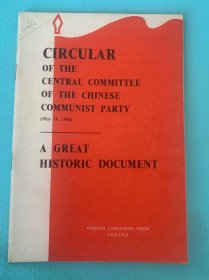 CIRCULAR
OF THE
CENTRAL COMMITTEE
OF THE CHINESE
COMMUNIST PARTY
(May 16, 1966)
A GREAT
HISTORIC DOCUMENT
FOREIGN LANGUAGES PRESS
PEKING